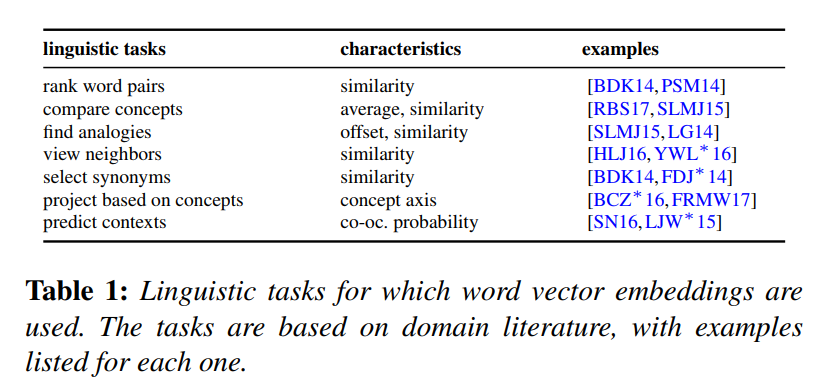 linguistic tasks characteristics examples
rank word pairs similarity [BDK14, PSM14]
compare concepts average, similarity [RBS17, SLMJ15]
find analogies offset, similarity [SLMJ15, LG14]
view neighbors similarity [HLJ16, YWL*16]
select synonyms similarity [BDK14, FDJ*14]
project based on concepts concept axis [BCZ*16, FRMW17]
predict contexts co-oc. probability [SN16, LJW*15]
Table 1: Linguistic tasks for which word vector embeddings are
used. The tasks are based on domain literature, with examples
listed for each one.